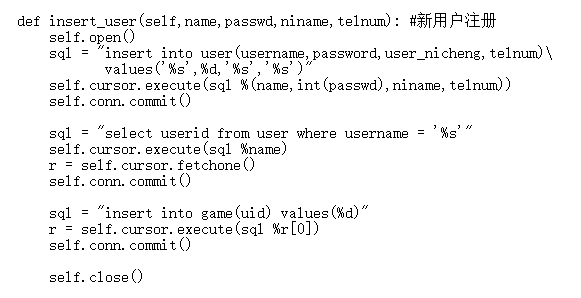 def insert_user(self,name,passwd,niname,telnum): #新用户注册
    self.open()
    sql = "insert into user(username,password,user_nicheng,telnum)\
           values('%s',%d,'%s','%s')"
    self.cursor.execute(sql %(name,int(passwd),niname,telnum))
    self.conn.commit()

    sql = "select userid from user where username = '%s'"
    self.cursor.execute(sql %name)
    r = self.cursor.fetchone()
    self.conn.commit()

    sql = "insert into game(uid) values(%d)"
    r = self.cursor.execute(sql %r[0])
    self.conn.commit()

    self.close()